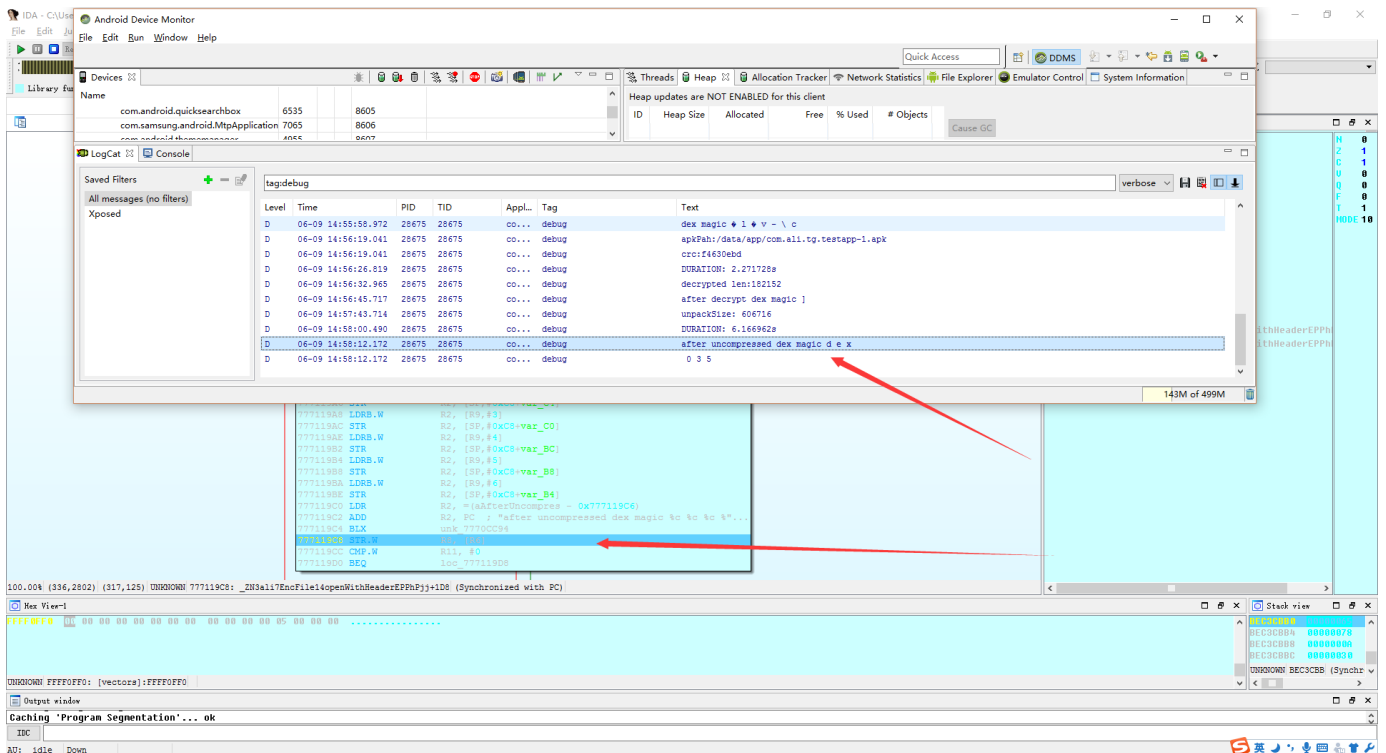 IDA - C:\Use
File Edit Ju
Library fu
Android Device Monitor
File Edit Run Window Help
Quick Access
DDMS
Devices
Name
com.android.quicksearchbox 6535 8605
com.samsung.android.MtpApplication 7065 8606
com.android.thememanager 4955 8607
Threads Heap Allocation Tracker Network Statistics File Explorer Emulator Control System Information
Heap updates are NOT ENABLED for this client
ID Heap Size Allocated Free % Used # Objects
Cause GC
LogCat Console
Saved Filters
All messages (no filters)
Xposed
tag:debug
verbose
Level Time PID TID Appl... Tag Text
D 06-09 14:55:58.972 28675 28675 co... debug dex magic � l � v - \ c
D 06-09 14:56:19.041 28675 28675 co... debug apkPah:/data/app/com.ali.tg.testapp-1.apk
D 06-09 14:56:19.041 28675 28675 co... debug crc:f4630ebd
D 06-09 14:56:26.819 28675 28675 co... debug DURATION: 2.271728s
D 06-09 14:56:32.965 28675 28675 co... debug decrypted len:182152
D 06-09 14:56:45.717 28675 28675 co... debug after decrypt dex magic ]
D 06-09 14:57:43.714 28675 28675 co... debug unpackSize: 606716
D 06-09 14:58:00.490 28675 28675 co... debug DURATION: 6.166962s
D 06-09 14:58:12.172 28675 28675 co... debug after uncompressed dex magic d e x
D 06-09 14:58:12.172 28675 28675 co... debug 0 3 5
143M of 499M
N 0
Z 1
C 1
V 0
Q 0
F 0
T 1
MODE 10
ithHeaderEPPh
ithHeaderEPPh
777119A8 LDRB.W R2, [R9,#3]
777119AC STR R2, [SP,#0xC8+var_C0]
777119AE LDRB.W R2, [R9,#4]
777119B2 STR R2, [SP,#0xC8+var_BC]
777119B4 LDRB.W R2, [R9,#5]
777119B8 STR R2, [SP,#0xC8+var_B8]
777119BA LDRB.W R2, [R9,#6]
777119BE STR R2, [SP,#0xC8+var_B4]
777119C0 LDR R2, =(aAfterUncompres - 0x777119C6)
777119C2 ADD R2, PC ; "after uncompressed dex magic %c %c %c %"...
777119C4 BLX unk_7770CC94
777119C8 STR.W
777119CC CMP.W R11, #0
777119D0 BEQ loc_777119D8
100.00% (336,2802) (317,125) UNKNOWN 777119C8: _ZN3ali7EncFile14openWithHeaderEPPhPjj+1D8 (Synchronized with PC)
Hex View-1
FFFF0FF0 00 00 00 00 00 00 00 00 00 00 00 00 05 00 00 00 ................
UNKNOWN FFFF0FF0: [vectors]:FFFF0FF0
Stack view
BEC3CBB0
BEC3CBB4 00000078
BEC3CBB8
BEC3CBBC 00000030
UNKNOWN BEC3CBB (Synchr
Output window
Caching 'Program Segmentation'... ok
IDC
AU: idle Down
英